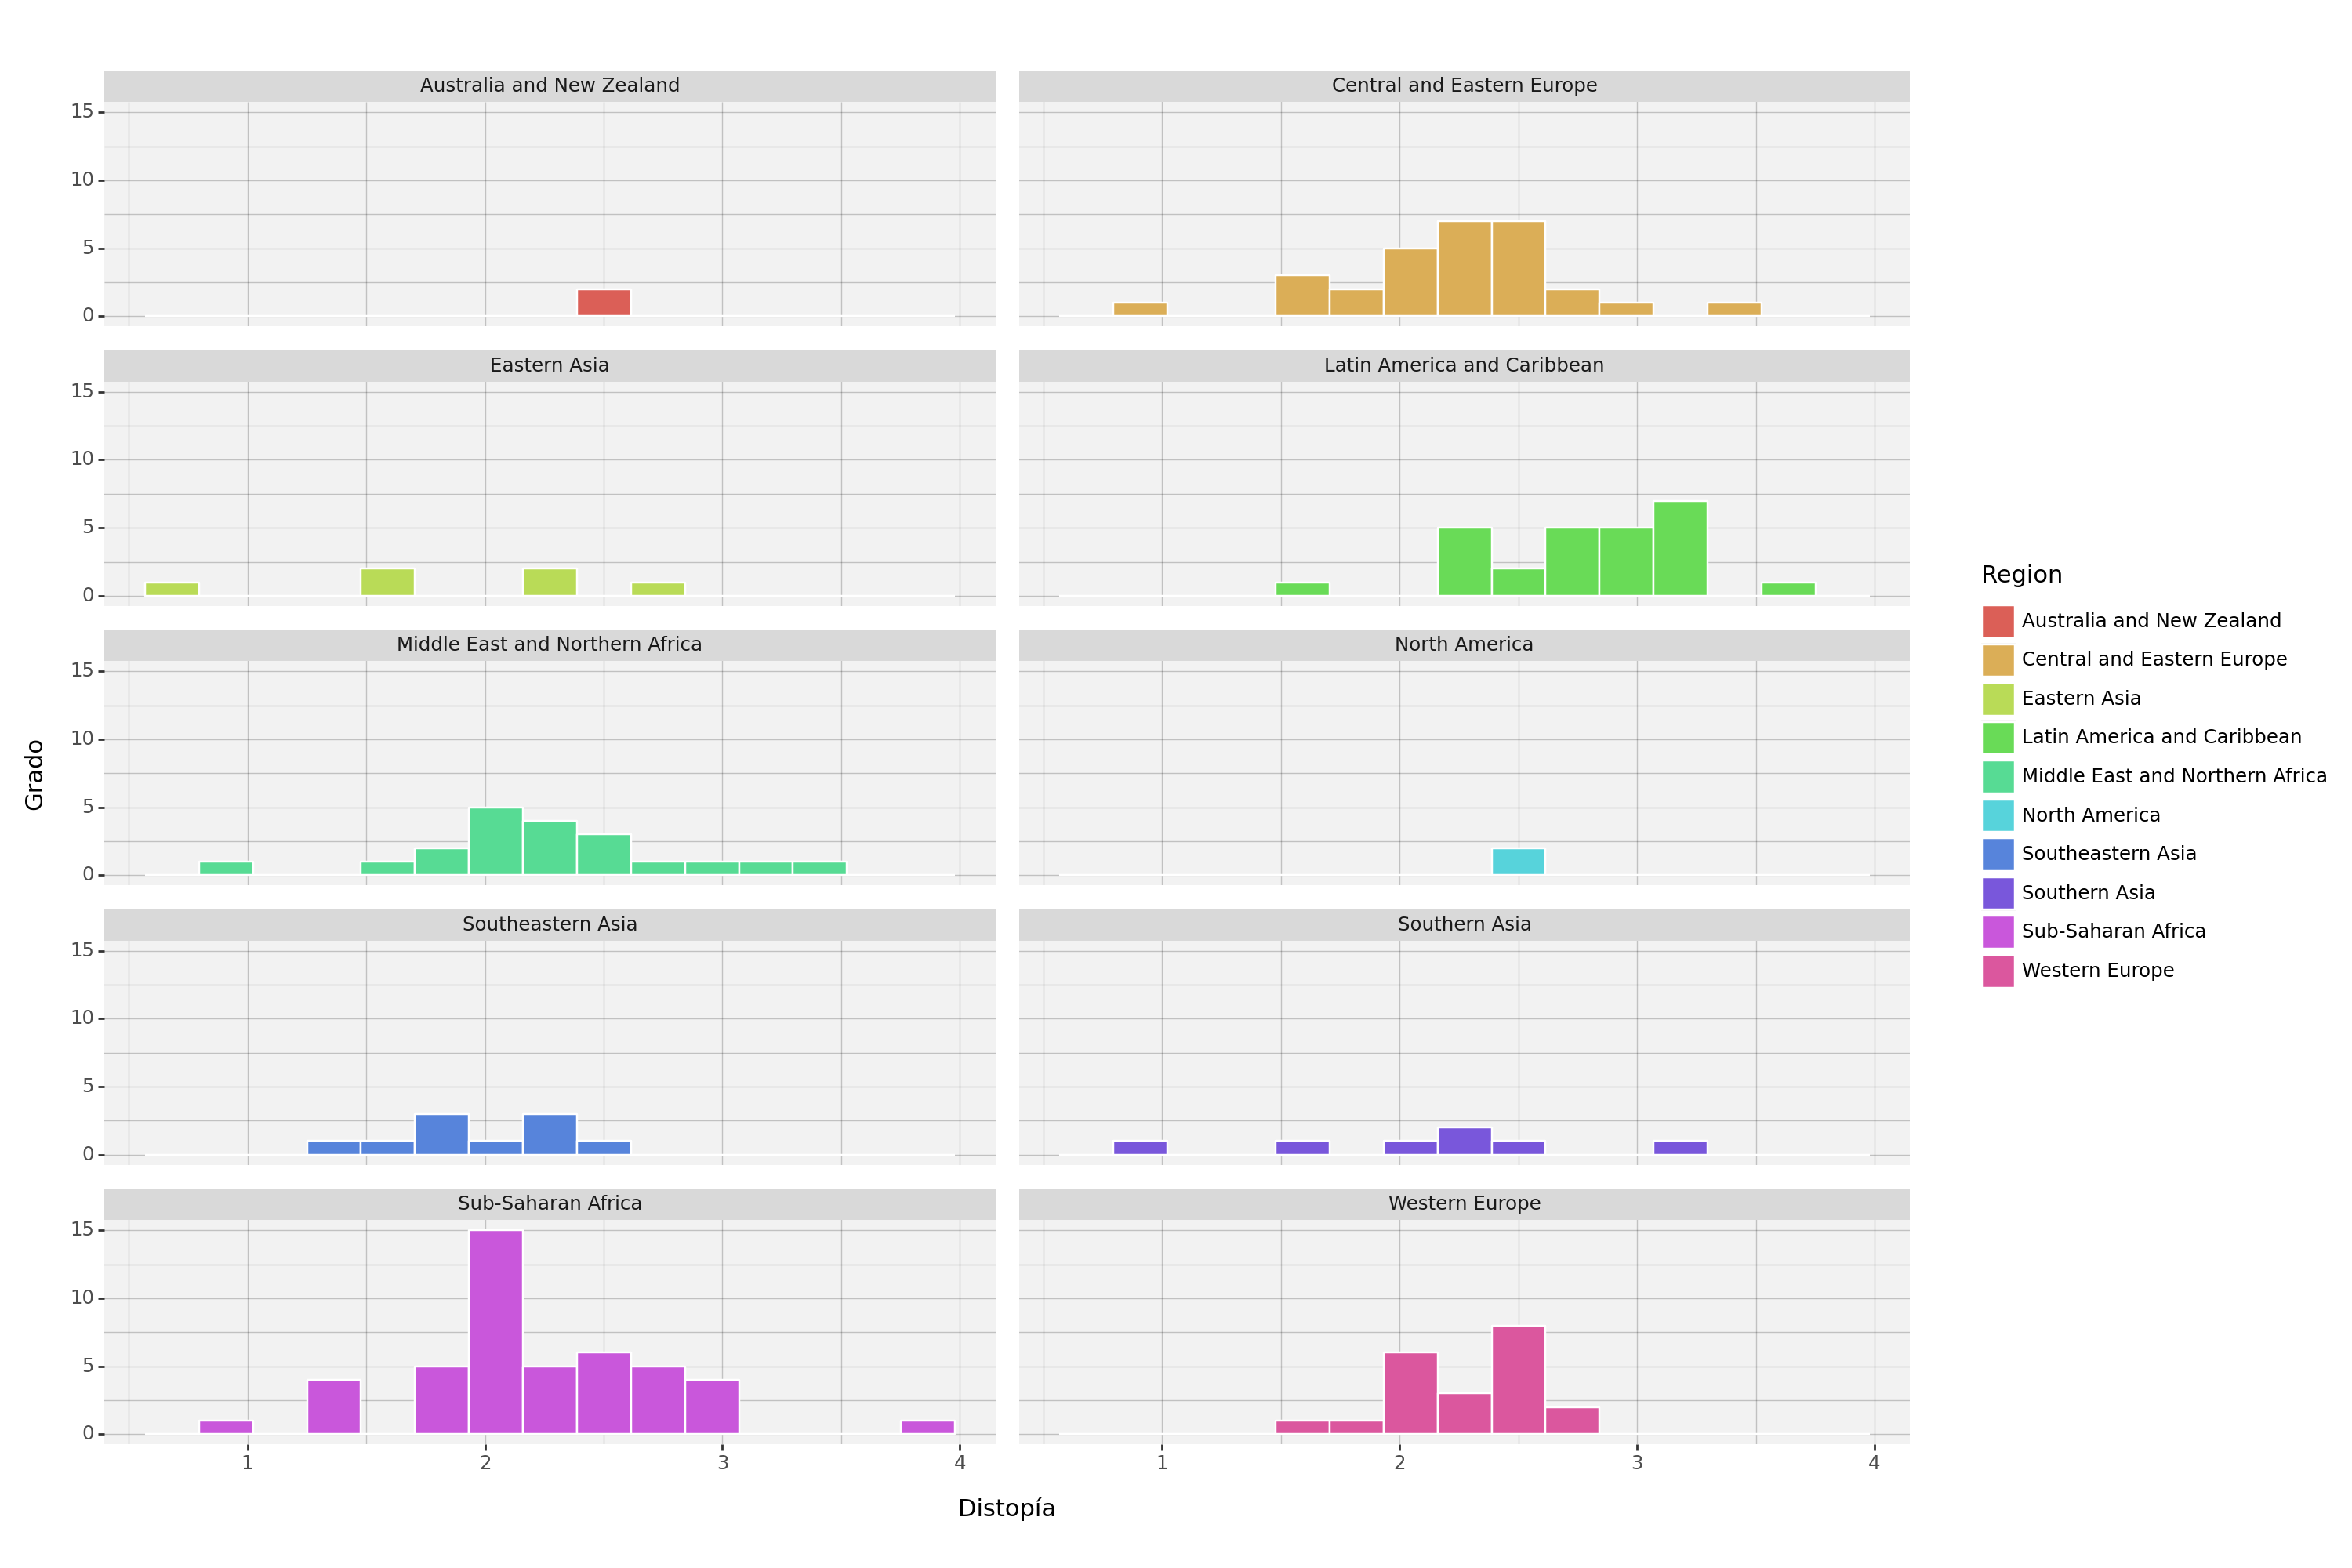 Australia and New Zealand
Central and Eastern Europe
15
10
5
0
Eastern Asia
Latin America and Caribbean
15
10
5
0
Middle East and Northern Africa
North America
15
10
5
0
Southeastern Asia
Southern Asia
15
10
5
0
Sub-Saharan Africa
Western Europe
15
10
5
0
1 2 3 4
1 2 3 4
Distopía
Grado
Region
Australia and New Zealand
Central and Eastern Europe
Eastern Asia
Latin America and Caribbean
Middle East and Northern Africa
North America
Southeastern Asia
Southern Asia
Sub-Saharan Africa
Western Europe